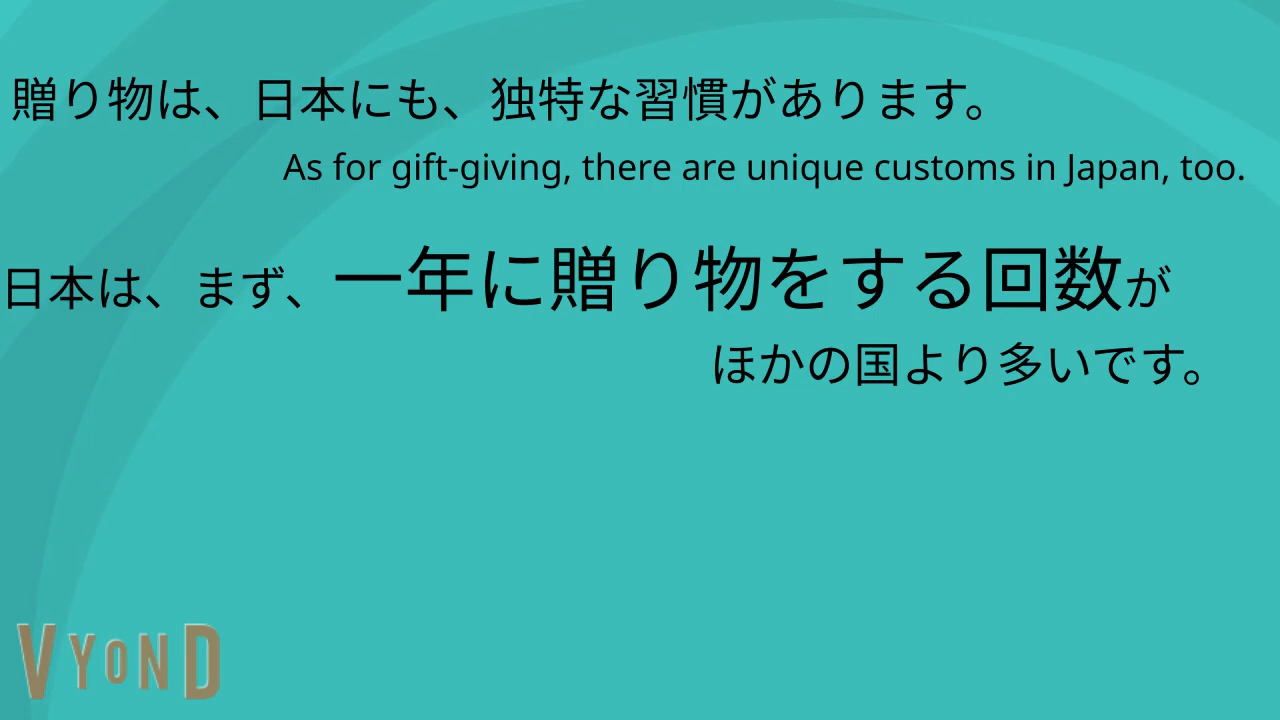 贈り物は、日本にも、独特な習慣があります。
As for gift-giving, there are unique customs in Japan, too.
日本は、まず、一年に贈り物をする回数が
ほかの国より多いです。
VYOND